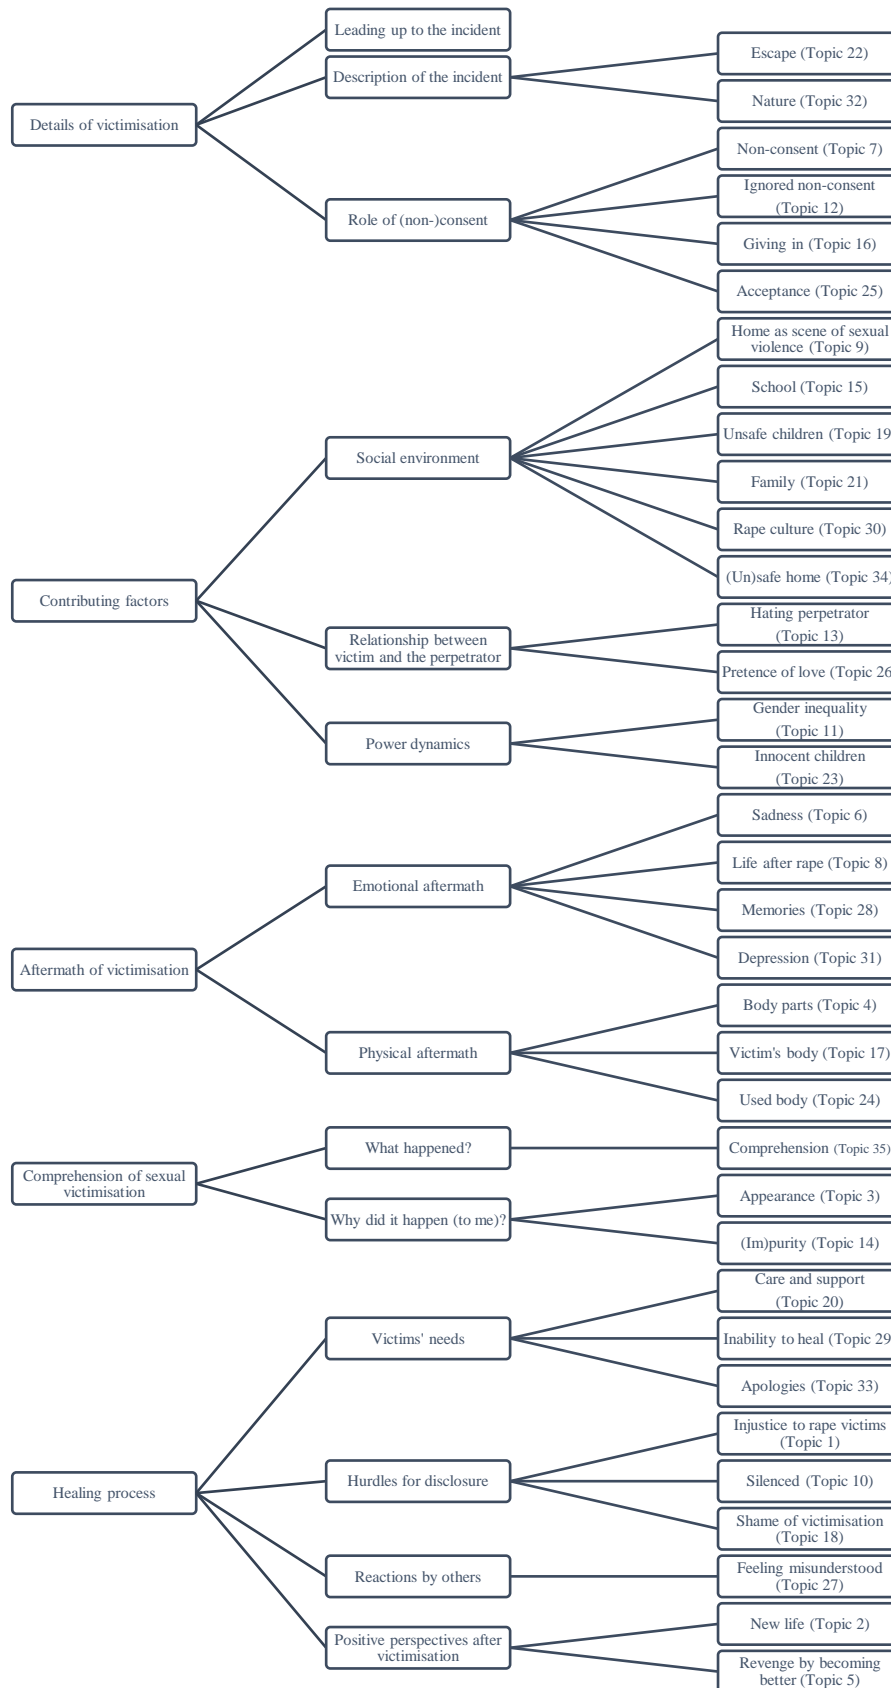 Leading up to the incident
Description of the incident
Escape (Topic 22)
Nature (Topic 32)
Details of victimisation
Non-consent (Topic 7)
Ignored non-consent
(Topic 12)
Role of (non-)consent
Giving in (Topic 16)
Acceptance (Topic 25)
Home as scene of sexual
violence (Topic 9)
School (Topic 15)
Social environment
Unsafe children (Topic 19
Family (Topic 21)
Rape culture (Topic 30)
(Un)safe home (Topic 34)
Contributing factors
Relationship between
victim and the perpetrator
Hating perpetrator
(Topic 13)
Pretence of love (Topic 26
Power dynamics
Gender inequality
(Topic 11)
Innocent children
(Topic 23)
Sadness (Topic 6)
Emotional aftermath
Life after rape (Topic 8)
Memories (Topic 28)
Depression (Topic 31)
Aftermath of victimisation
Body parts (Topic 4)
Physical aftermath
Victim's body (Topic 17)
Used body (Topic 24)
What happened?
Comprehension (Topic 35)
Comprehension of sexual
victimisation
Why did it happen (to me)?
Appearance (Topic 3)
(Im)purity (Topic 14)
Care and support
(Topic 20)
Victims' needs
Inability to heal (Topic 29
Apologies (Topic 33)
Injustice to rape victims
(Topic 1)
Healing process
Hurdles for disclosure
Silenced (Topic 10)
Shame of victimisation
(Topic 18)
Reactions by others
Feeling misunderstood
(Topic 27)
Positive perspectives after
victimisation
New life (Topic 2)
Revenge by becoming
better (Topic 5)